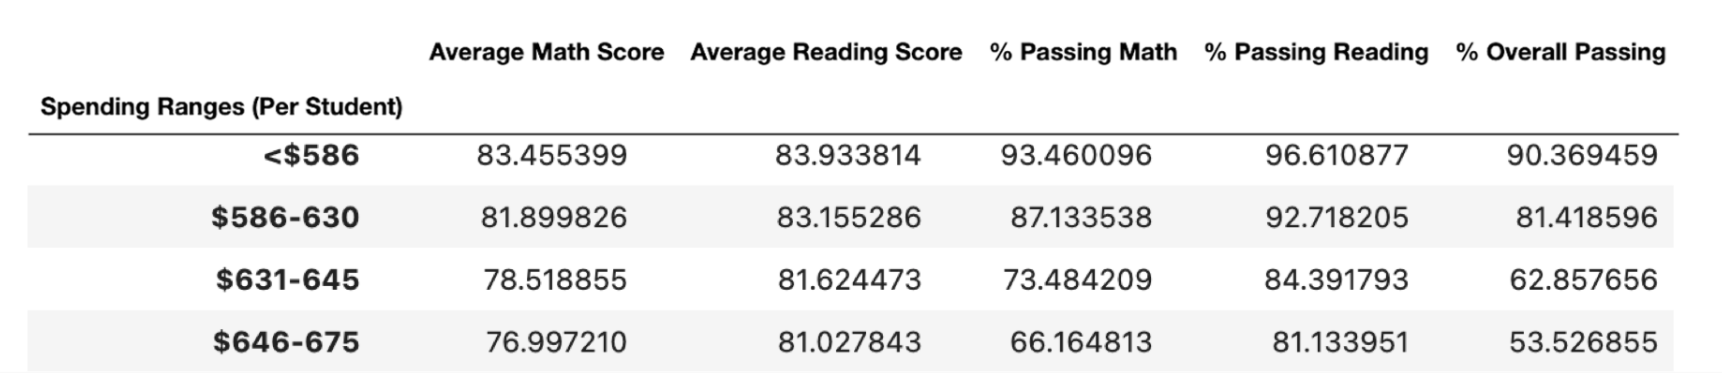 Average Math Score Average Reading Score % Passing Math % Passing Reading % Overall Passing
Spending Ranges (Per Student)
<$586 83.455399 83.933814 93.460096 96.610877 90.369459
$586-630 81.899826 83.155286 87.133538 92.718205 81.418596
$631-645 78.518855 81.624473 73.484209 84.391793 62.857656
$646-675 76.997210 81.027843 66.164813 81.133951 53.526855